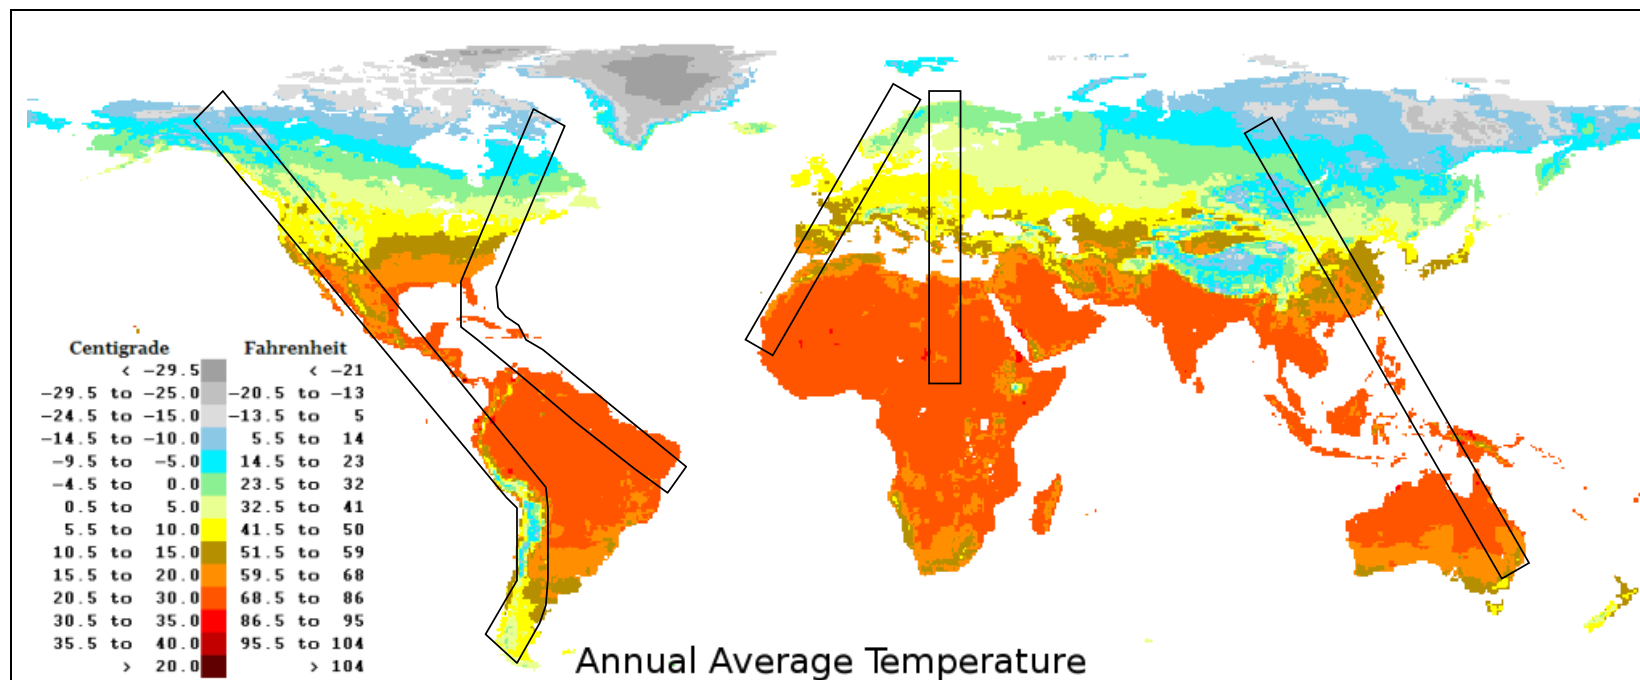 Centigrade Fahrenheit
< -29.5 < -21
-29.5 to -25.0 -20.5 to -13
-24.5 to -15.0 -13.5 to 5
-14.5 to -10.0 5.5 to 14
-9.5 to -5.0 14.5 to 23
-4.5 to 0.0 23.5 to 32
0.5 to 5.0 32.5 to 41
5.5 to 10.0 41.5 to 50
10.5 to 15.0 51.5 to 59
15.5 to 20.0 59.5 to 68
20.5 to 30.0 68.5 to 86
30.5 to 35.0 86.5 to 95
35.5 to 40.0 95.5 to 104
> 20.0 > 104
Annual Average Temperature